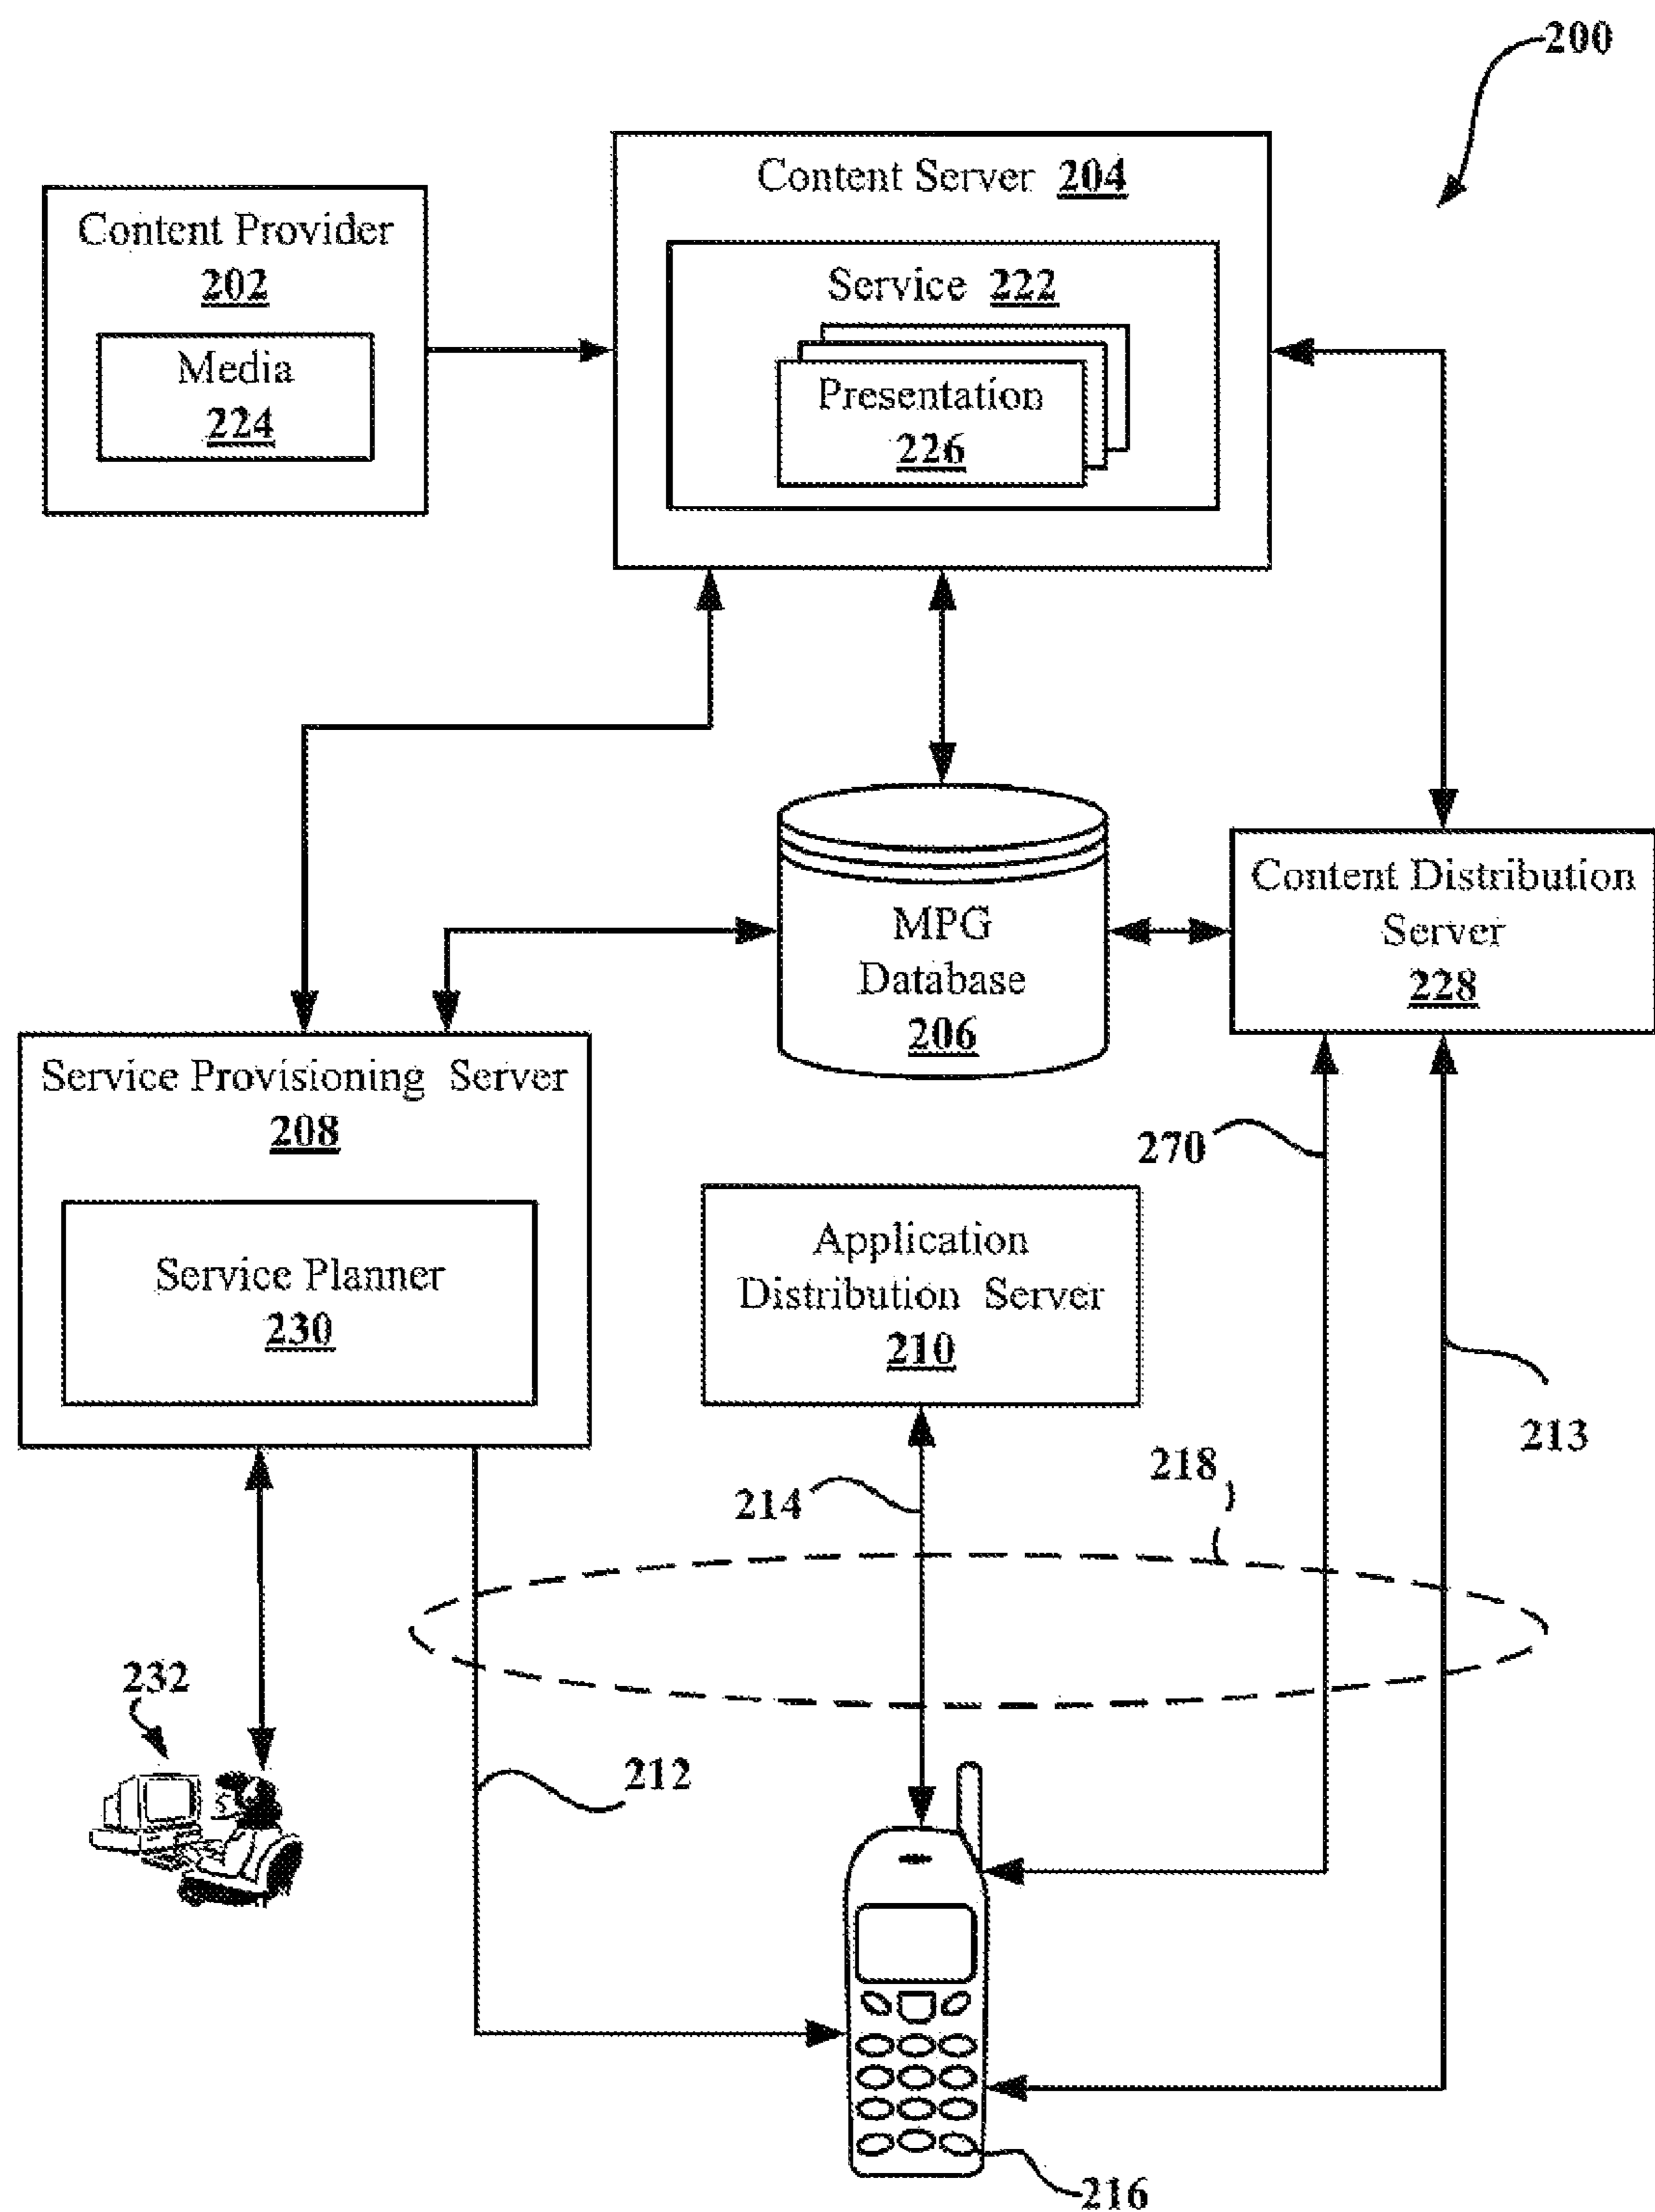 200
Content Server 204
Content Provider
202
Service 222
Media
224
Presentation
226
Content Distribution
Server
228
MPG
Database
206
Service Provisioning Server
208
270
Application
Distribution Server
210
Service Planner
230
213
218
214
232
212
216